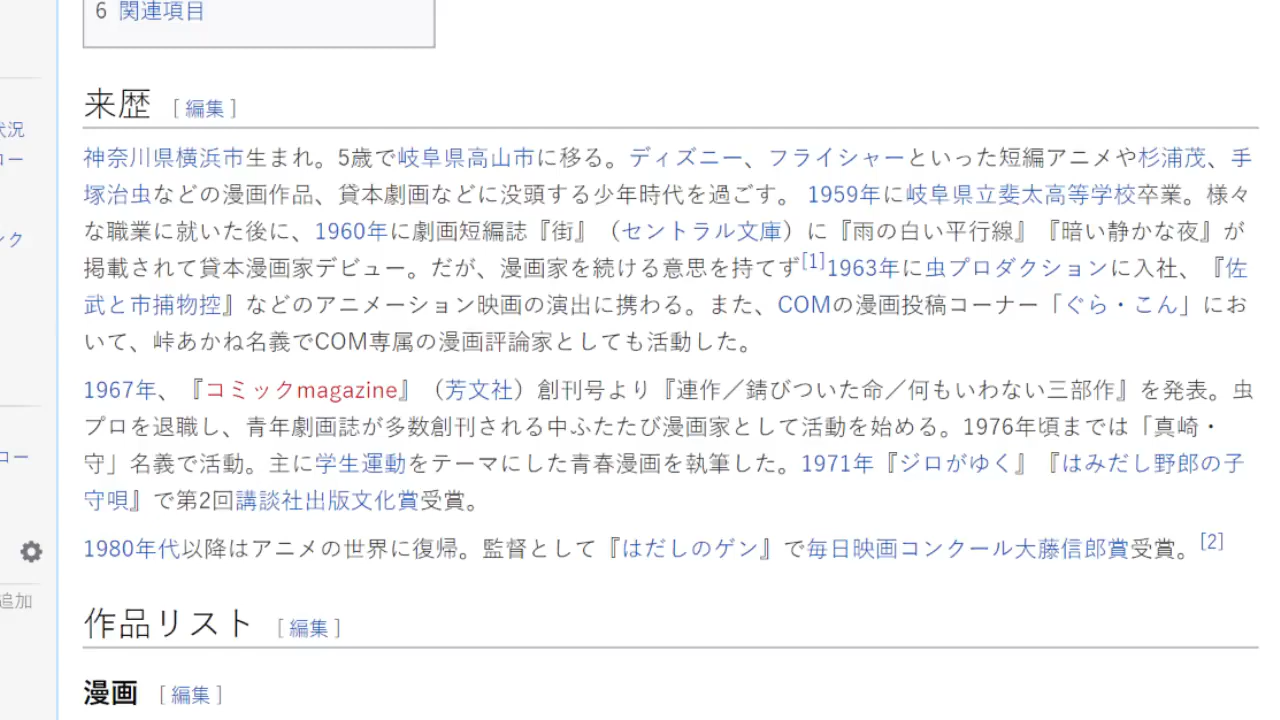 6 関連項目
来歴 [ 編集 ]
状況
コー
神奈川県横浜市生まれ。5歳で岐阜県高山市に移る。ディズニー、フライシャーといった短編アニメや杉浦茂、手
塚治虫などの漫画作品、貸本劇画などに没頭する少年時代を過ごす。 1959年に岐阜県立斐太高等学校卒業。様々
ンク
な職業に就いた後に、1960年に劇画短編誌『街』（セントラル文庫）に『雨の白い平行線』『暗い静かな夜』が
掲載されて貸本漫画家デビュー。だが、漫画家を続ける意思を持てず[1]1963年に虫プロダクションに入社、『佐
武と市捕物控』などのアニメーション映画の演出に携わる。また、COMの漫画投稿コーナー「ぐら・こん」にお
いて、峠あかね名義でCOM専属の漫画評論家としても活動した。
1967年、『コミックmagazine』（芳文社）創刊号より『連作／錆びついた命／何もいわない三部作』を発表。虫
プロを退職し、青年劇画誌が多数創刊される中ふたたび漫画家として活動を始める。1976年頃までは「真崎・
守」名義で活動。主に学生運動をテーマにした青春漫画を執筆した。1971年『ジロがゆく』『はみだし野郎の子
コー
守唄』で第2回講談社出版文化賞受賞。
1980年代以降はアニメの世界に復帰。監督として『はだしのゲン』で毎日映画コンクール大藤信郎賞受賞。[2]
追加
作品リスト [ 編集 ]
漫画 [ 編集 ]